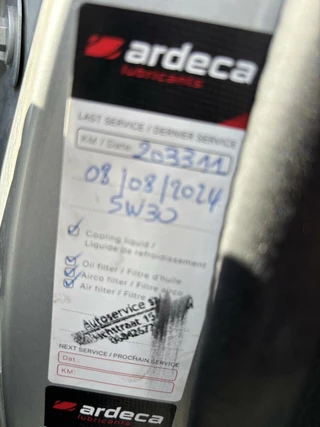 ardeca
lubricants
LAST SERVICE / DERNIER SERVICE
KM / Date: 203311
08/08/2024
5W30
Cooling liquid /
Liquide de refroidissement
Oil filter / Filtre d'huile
Airco filter / Filtre airco
Air filter / Filtre
Autoservice
NEXT SERVICE / PROCHAIN SERVICE
Dat.:
KM:
ardeca
lubricants